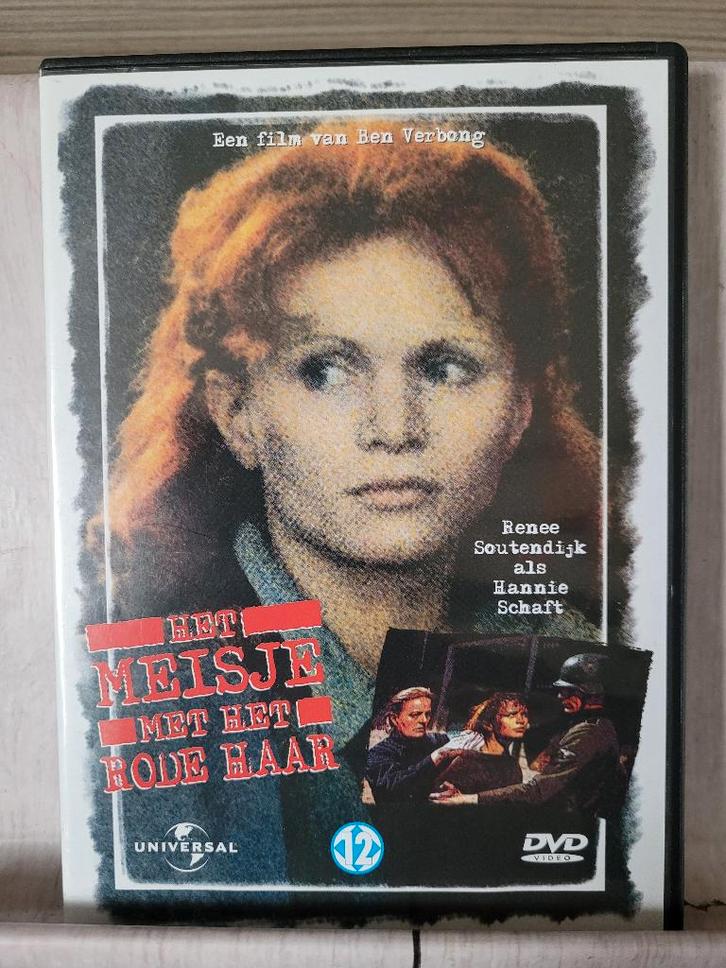 Een film van Ben Verbong
Renee
Soutendijk
als
Hannie
Schaft
HET
MEISJE
MET HET
RODE HAAR
UNIVERSAL
12
DVD
VIDEO